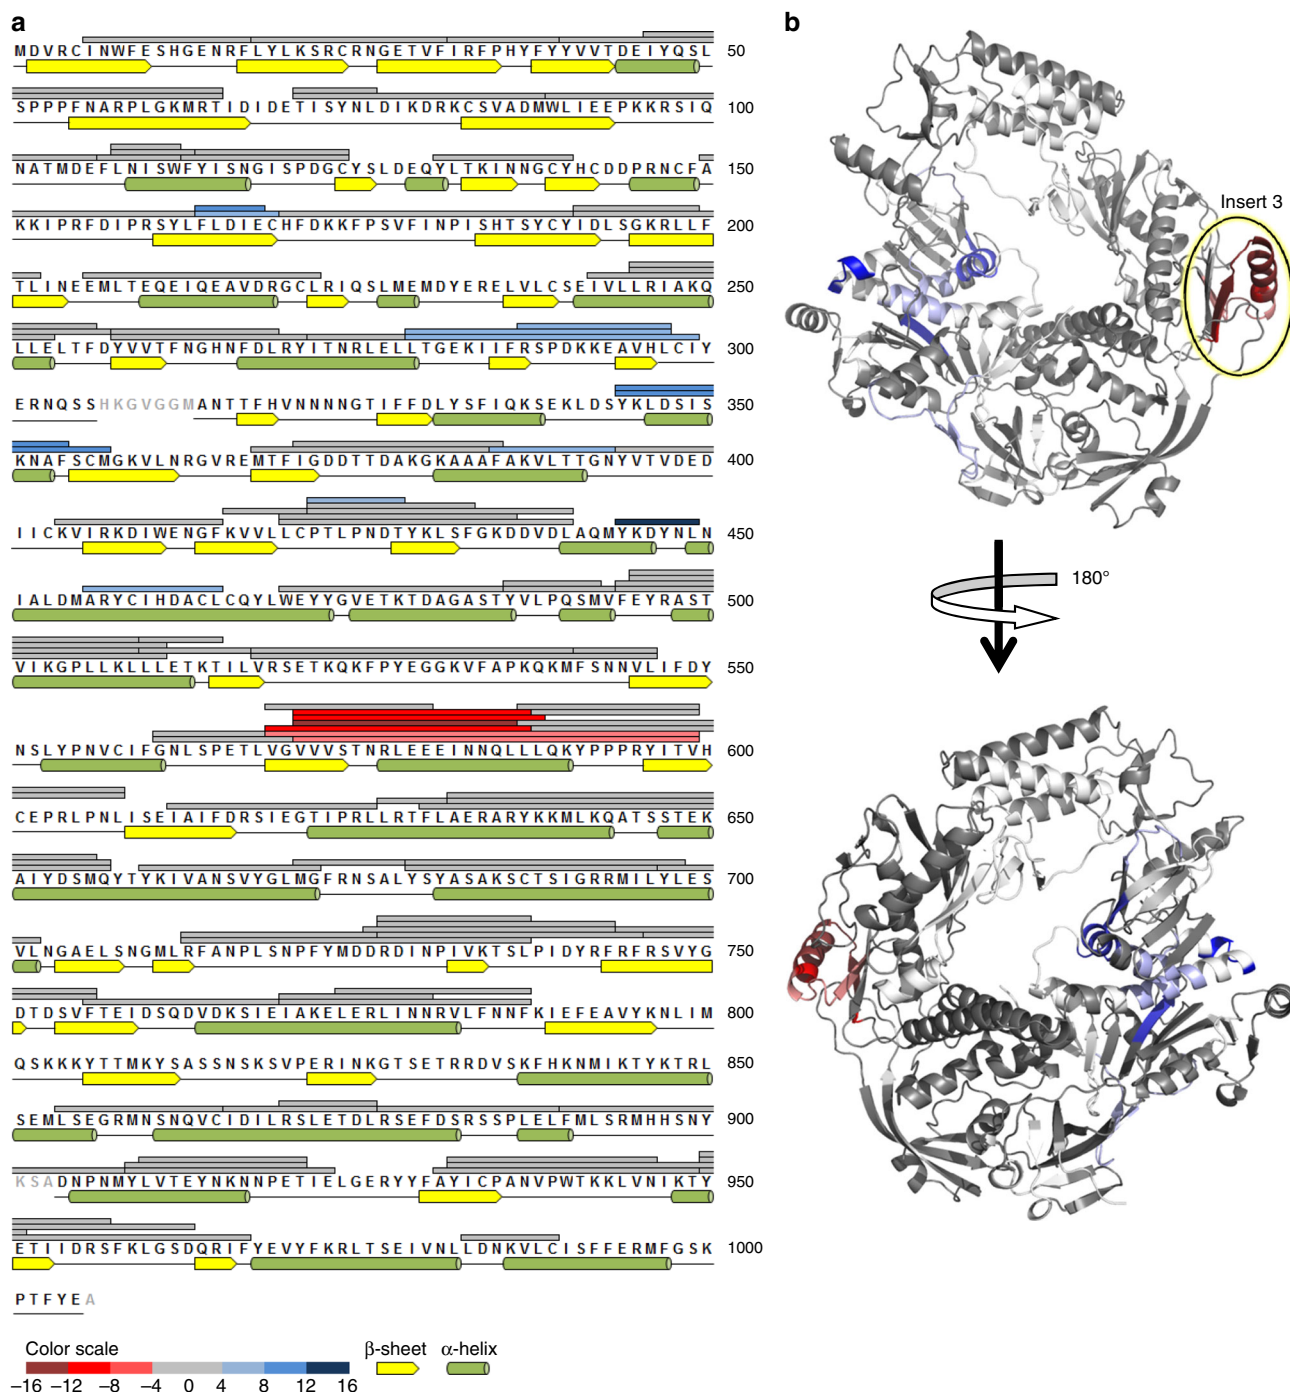 a
MDVRCINWFESHGENRFLYLKSRCRNGETVFIRFPHYFYYVVTDEIYQSL 50
SPPPFNARPLGKMRTIDIDETISYNLDIKDRKCSVADMWLIEEPKKRSIQ 100
NATMDEFLNISWFYISNGISPDGCYSLDEQYLTKINNGCYHCDDPRNCFA 150
KKIPRFDIPRSYLFLDIECHFDKKFPSVFINPISHTSYCYIDLSGKRLLF 200
TLINEEMLTEQEIQEAVDRGCLRIQSLMEMDYERELVLCSEIVLLRIAKQ 250
LLELTFDYVVTFNGHNFDLRYITNRLELLTGEKIIFRSPDKKEAVHLCIY 300
ERNQSSHKGVGGMANTTFHVNNNNGTIFFDLYSFIQKSEKLDSYKLDSIS 350
KNAFSCMGKVLNRGVREMTFIGDDTTDAKGKAAAFAKVLTTGNYVTVDED 400
IICKVIRKDIWENGFKVVLLCPTLPNDTYKLSFGKDDVDLAQMYKDYNLN 450
IALDMARYCIHDACLCQYLWEYYGVETKTDAGASTYVLPQSMVFEYRAST 500
VIKGPLLKLLLETKTILVRSETKQKFPYEGGKVFAPKQKMFSNNVLIFDY 550
NSLYPNVCIFGNLSPETLVGVVVSTNRLEEEINNQLLLQKYPPPRYITVH 600
CEPRLPNLISEIAIFDRSIEGTIPRLLRTFLAERARYKKMLKQATSSTEK 650
AIYDSMQYTYKIVANSVYGLMGFRNSALYSYASAKSCTSIGRRMILYLES 700
VLNGAELSNGMLRFANPLSNPFYMDDRDINPIVKTSLPIDYRFRFRSVYG 750
DTDSVFTEIDSQDVDKSIEIAKELERLINNRVLFNNFKIEFEAVYKNLIM 800
QSKKKYTTMKYSASSNSKSVPERINKGTSETRRDVSKFHKNMIKTYKTRL 850
SEMLSEGRMNSNQVCIDILRSLETDLRSEFDSRSSPLELFMLSRMHHSNY 900
KSADNPNMYLVTEYNKNNPETIELGERYYFAYICPANVPWTKKLVNIKTY 950
ETIIDRSFKLGSDQRIFYEVYFKRLTSEIVNLLDNKVLCISFFERMFGSK 1000
PTFYEA
Color scale
−16 −12 −8 −4 0 4 8 12 16
β-sheet
α-helix
b
Insert 3
180°